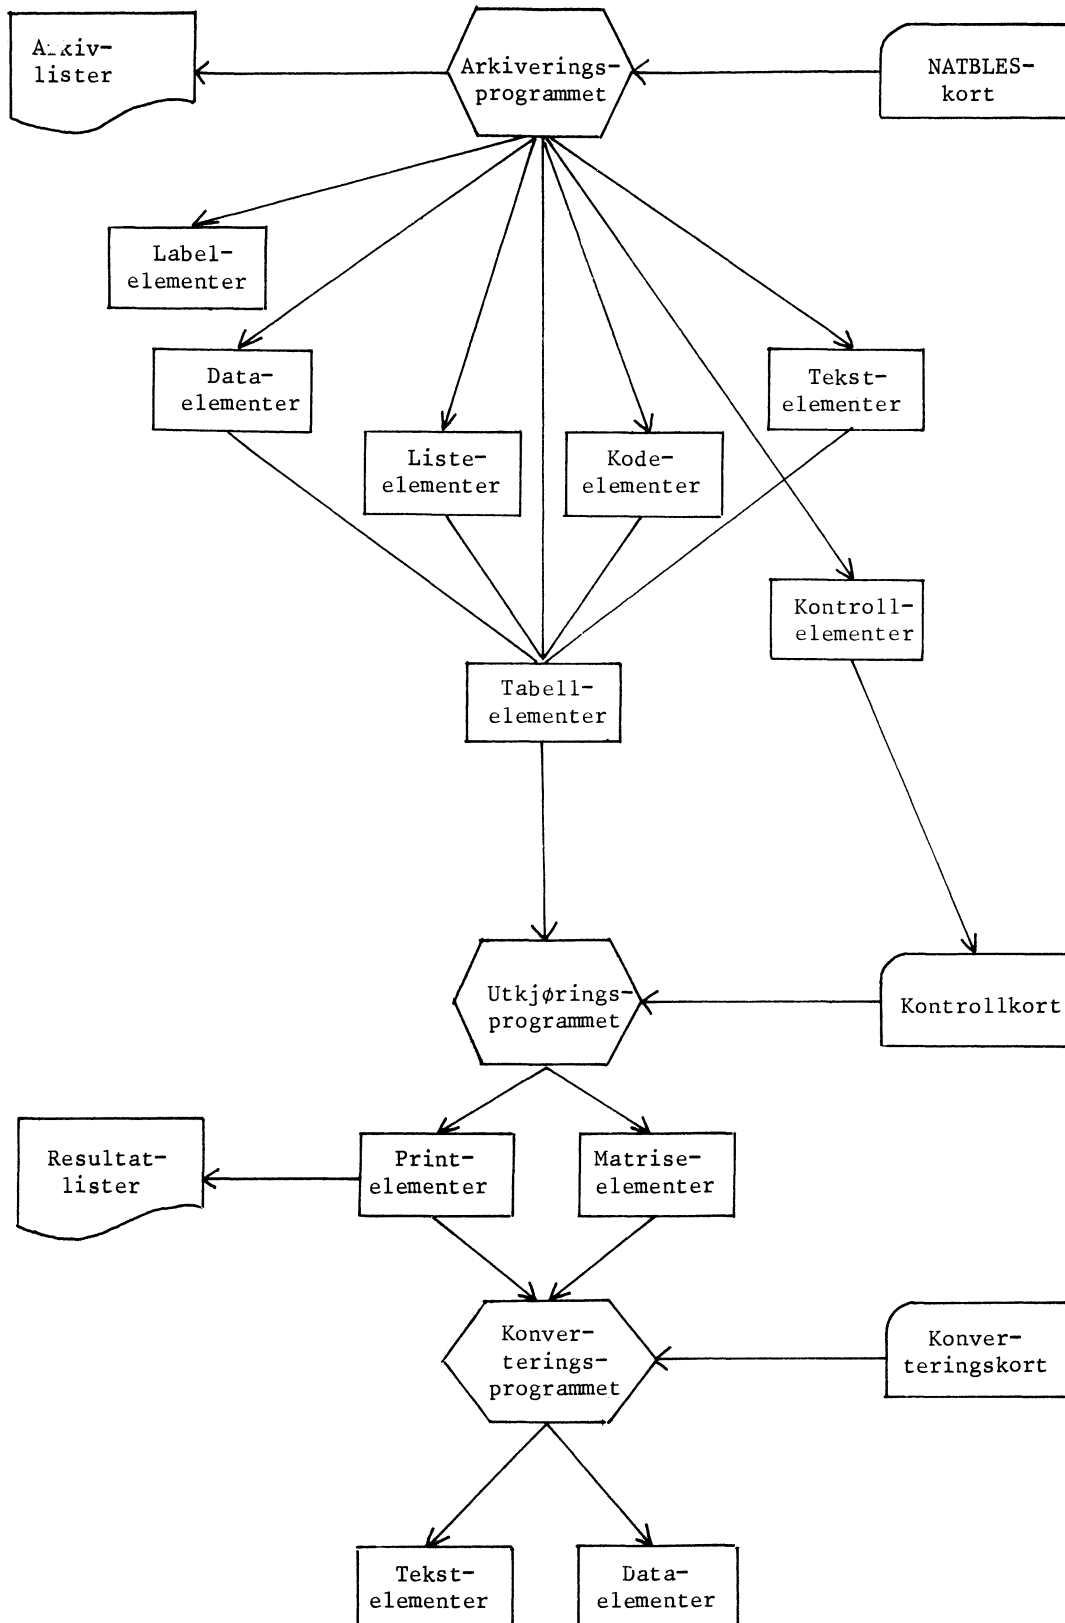 Arkiv-
lister
Arkiverings-
programmet
NATBLES-
kort
Label-
elementer
Data-
elementer
Tekst-
elementer
Liste-
elementer
Kode-
elementer
Kontroll-
elementer
Tabell-
elementer
Utkjørings-
programmet
Kontrollkort
Resultat-
lister
Print-
elementer
Matrise-
elementer
Konver-
terings-
programmet
Konver-
teringskort
Tekst-
elementer
Data-
elementer